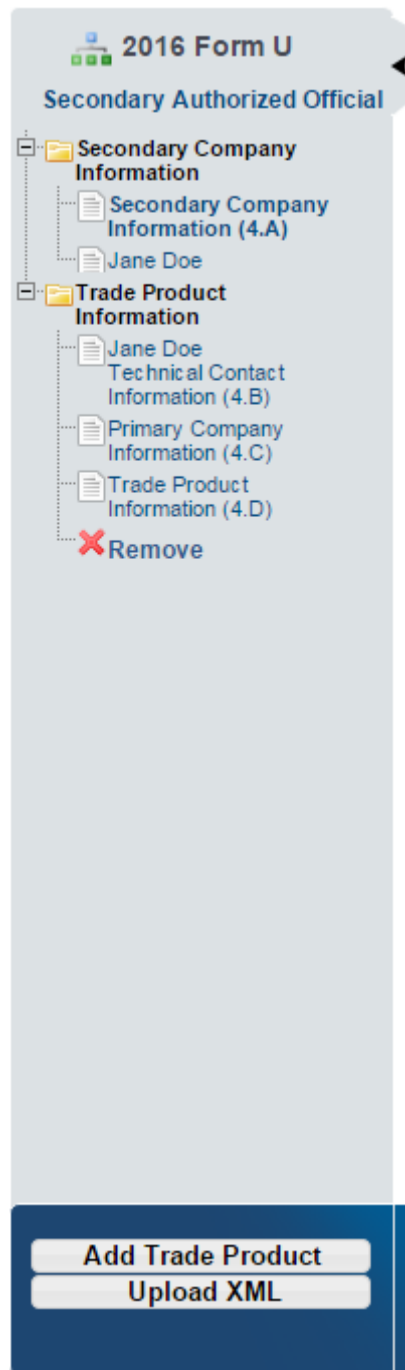 2016 Form U
Secondary Authorized Official
Secondary Company
Information
Secondary Company
Information (4.A)
Jane Doe
Trade Product
Information
Jane Doe
Technical Contact
Information (4.B)
Primary Company
Information (4.C)
Trade Product
Information (4.D)
Remove
Add Trade Product
Upload XML